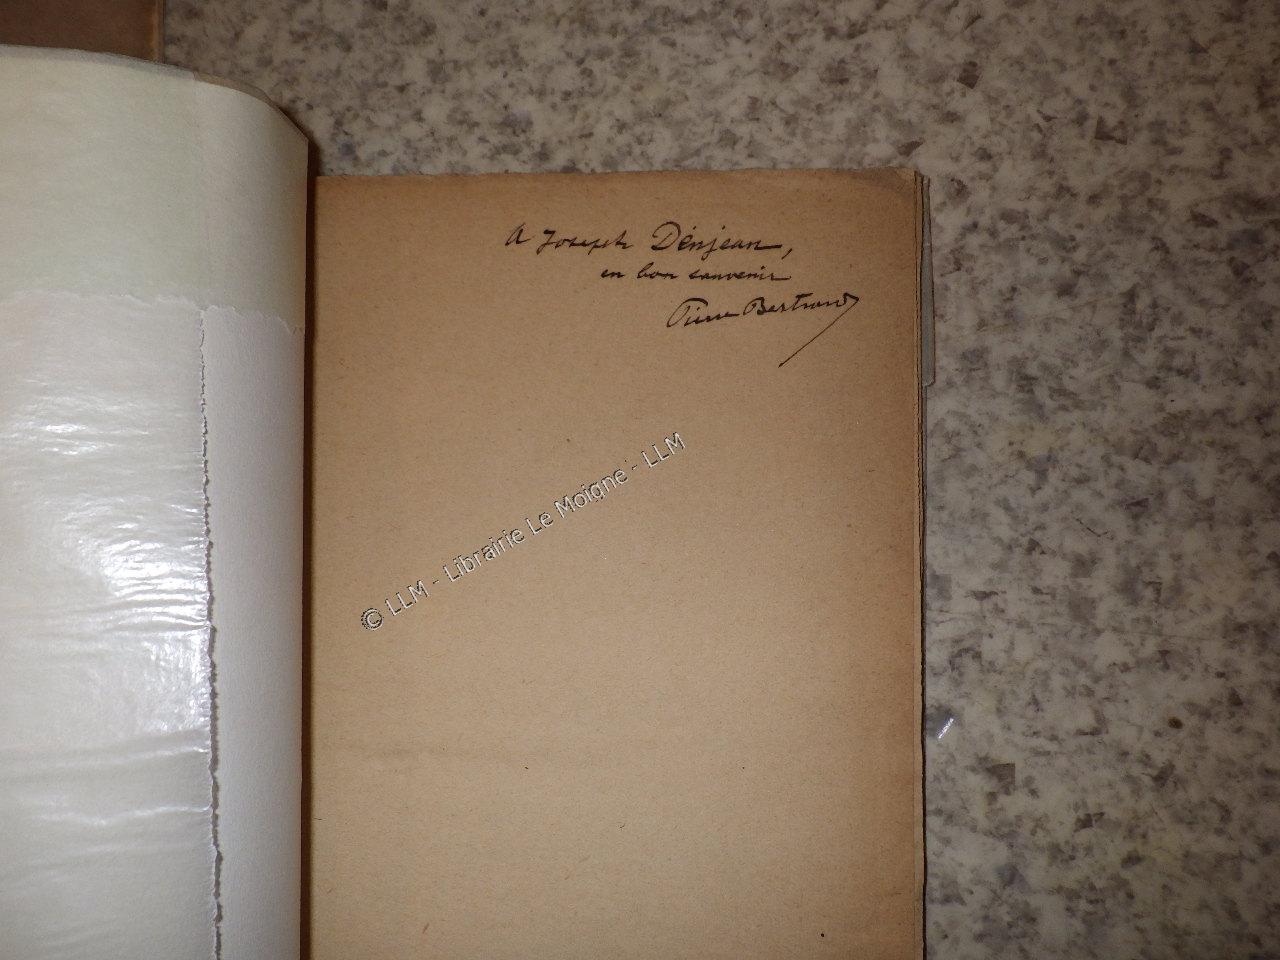 A Joseph Dénjean,
en bon souvenir
Pierre Bertrand
© LLM - Librairie Le Moigne - LLM